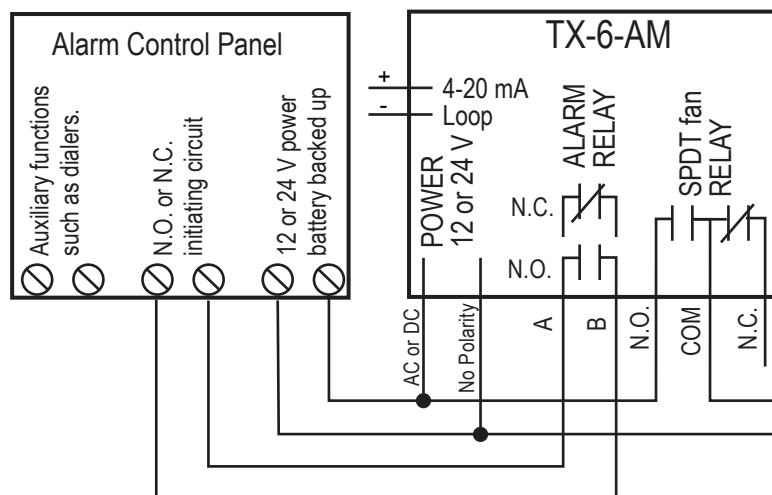 Alarm Control Panel
Auxiliary functions
such as dialers.
N.O. or N.C.
initiating circuit
12 or 24 V power
battery backed up
TX-6-AM
+
-
4-20 mA
Loop
POWER
12 or 24 V
ALARM
RELAY
N.C.
N.O.
SPDT fan
RELAY
AC or DC
No Polarity
A
B
N.O.
COM
N.C.